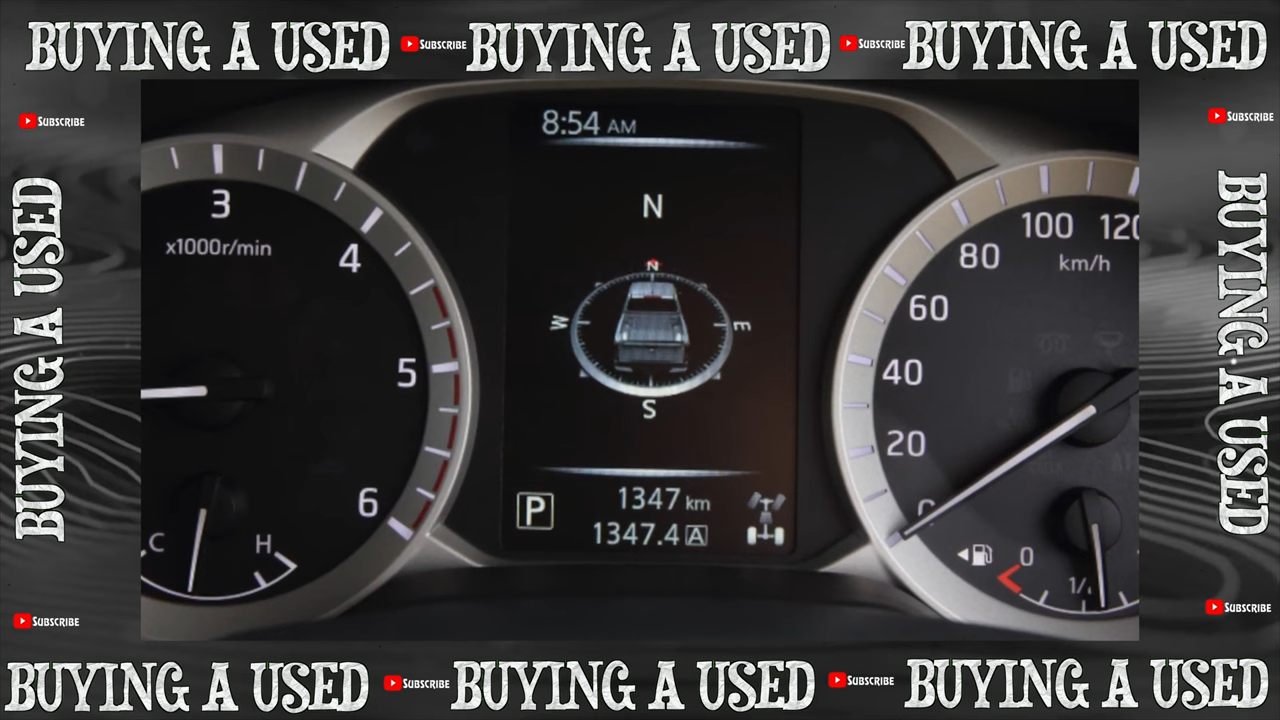 BUYING A USED SUBSCRIBE BUYING A USED SUBSCRIBE BUYING A USED
SUBSCRIBE
SUBSCRIBE
BUYING A USED
BUYING A USED
8:54 AM
N
N
W E
S
P
1347 km
1347.4 A
3
x1000r/min
4
5
6
C H
100 120
80
km/h
60
40
20
0
0
SUBSCRIBE
SUBSCRIBE
BUYING A USED SUBSCRIBE BUYING A USED SUBSCRIBE BUYING A USED